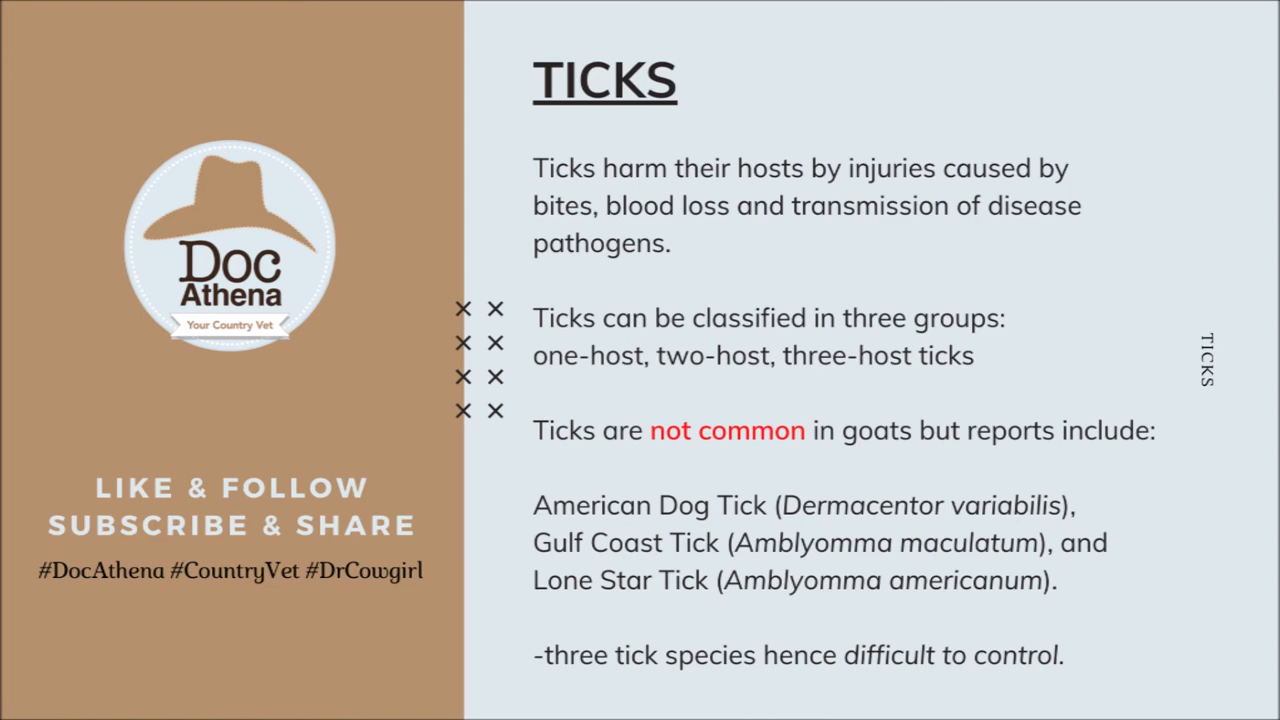 Doc
Athena
Your Country Vet
LIKE & FOLLOW
SUBSCRIBE & SHARE
#DocAthena #CountryVet #DrCowgirl
TICKS
Ticks harm their hosts by injuries caused by
bites, blood loss and transmission of disease
pathogens.
Ticks can be classified in three groups:
one-host, two-host, three-host ticks
Ticks are not common in goats but reports include:
American Dog Tick (Dermacentor variabilis),
Gulf Coast Tick (Amblyomma maculatum), and
Lone Star Tick (Amblyomma americanum).
-three tick species hence difficult to control.
TICKS